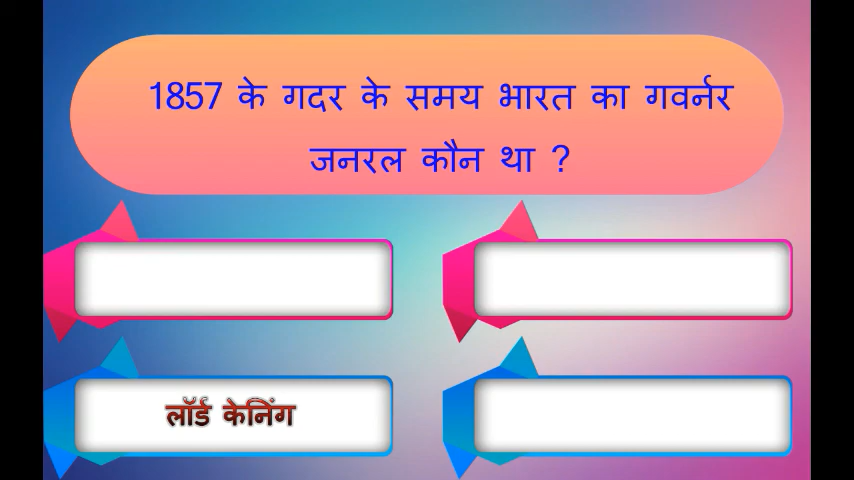 1857 के गदर के समय भारत का गवर्नर
जनरल कौन था ?
लॉर्ड केनिंग